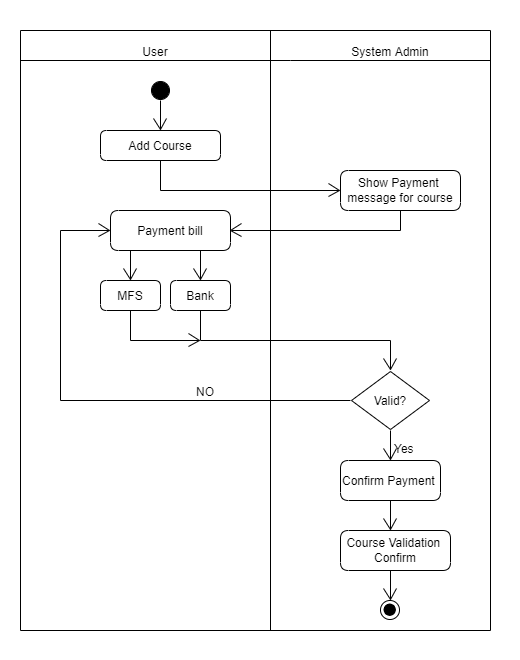 User
System Admin
Add Course
Show Payment
message for course
Payment bill
MFS
Bank
Valid?
NO
Yes
Confirm Payment
Course Validation
Confirm